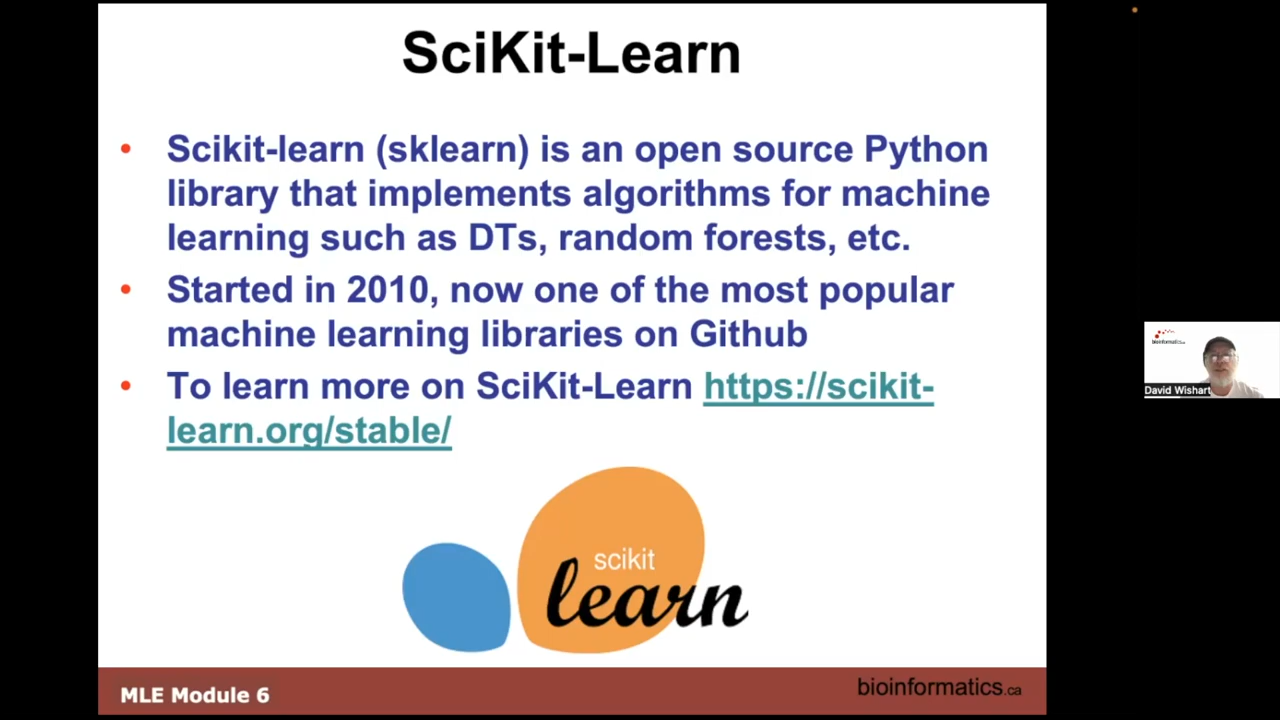 SciKit-Learn
• Scikit-learn (sklearn) is an open source Python
library that implements algorithms for machine
learning such as DTs, random forests, etc.
• Started in 2010, now one of the most popular
machine learning libraries on Github
• To learn more on SciKit-Learn https://scikit-
learn.org/stable/
scikit
learn
MLE Module 6
bioinformatics.ca
bioinformatics.ca
David Wishart